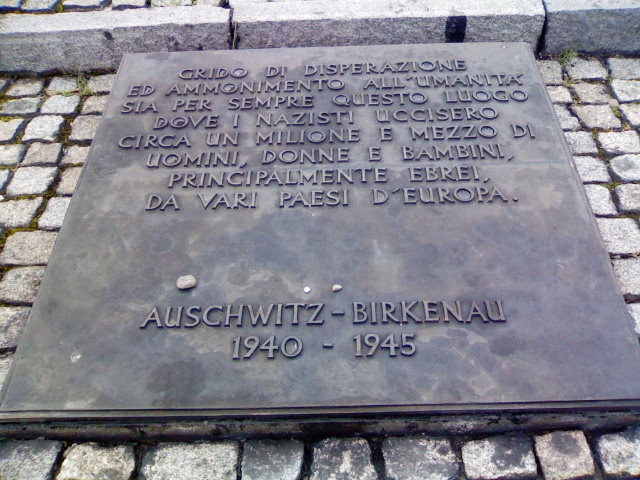 GRIDO DI DISPERAZIONE
ED AMMONIMENTO ALL'UMANITÀ
SIA PER SEMPRE QUESTO LUOGO
DOVE I NAZISTI UCCISERO
CIRCA UN MILIONE E MEZZO DI
UOMINI, DONNE E BAMBINI,
PRINCIPALMENTE EBREI,
DA VARI PAESI D'EUROPA.
AUSCHWITZ-BIRKENAU
1940 - 1945